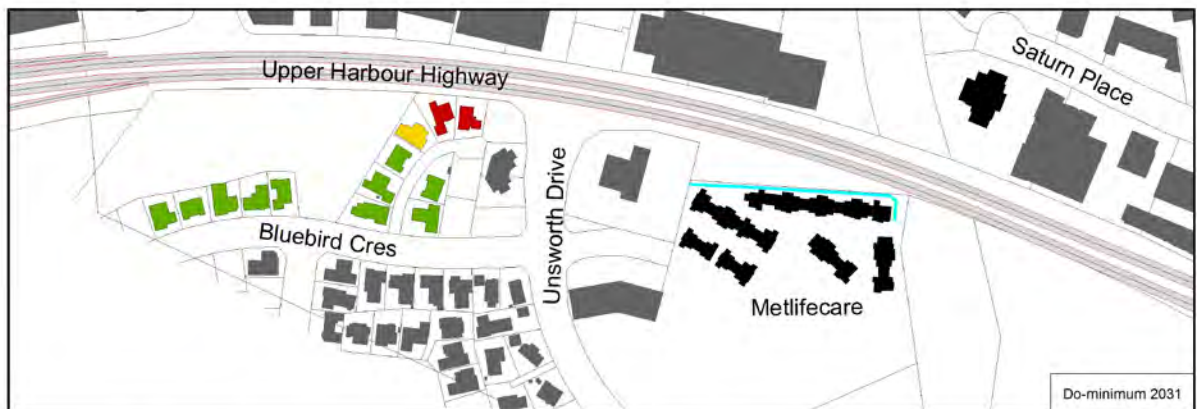 Upper Harbour Highway
Saturn Place
Unsworth Drive
Bluebird Cres
Metlifecare
Do-minimum 2031